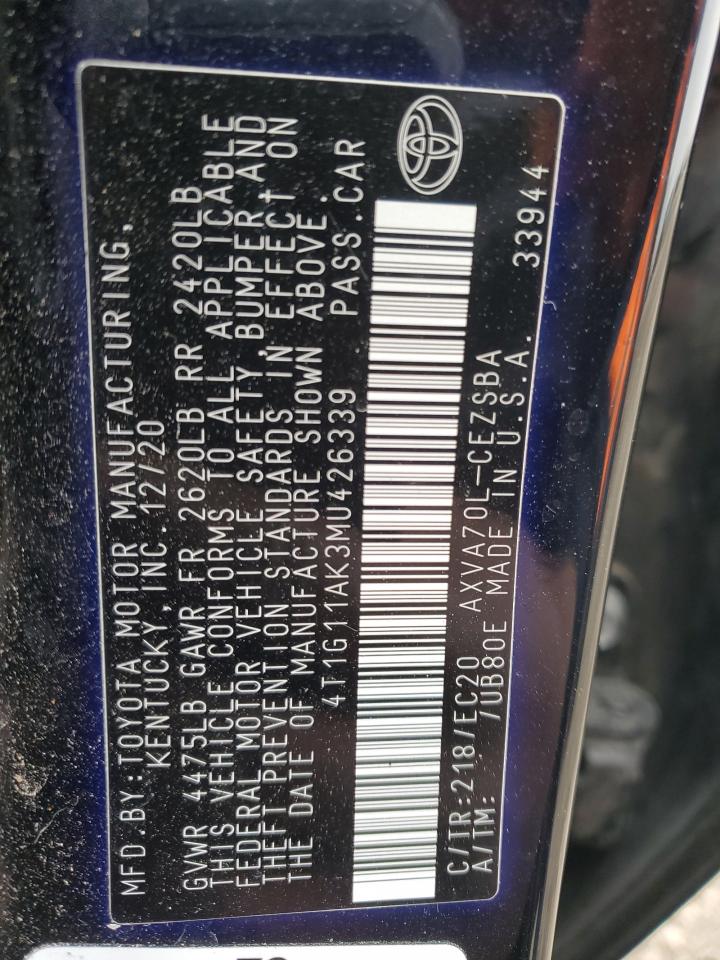 MFD.BY:TOYOTA MOTOR MANUFACTURING,
KENTUCKY, INC. 12/20
GVWR 4475LB GAWR FR 2620LB RR 2420LB
THIS VEHICLE CONFORMS TO ALL APPLICABLE
FEDERAL MOTOR VEHICLE SAFETY, BUMPER, AND
THEFT PREVENTION STANDARDS IN EFFECT ON
THE DATE OF MANUFACTURE SHOWN ABOVE.
4T1G11AK3MU426339 PASS.CAR
C/TR:218/EC20 AXVA70L-CEZSBA
A/TM: /UB80E MADE IN U.S.A. 33944